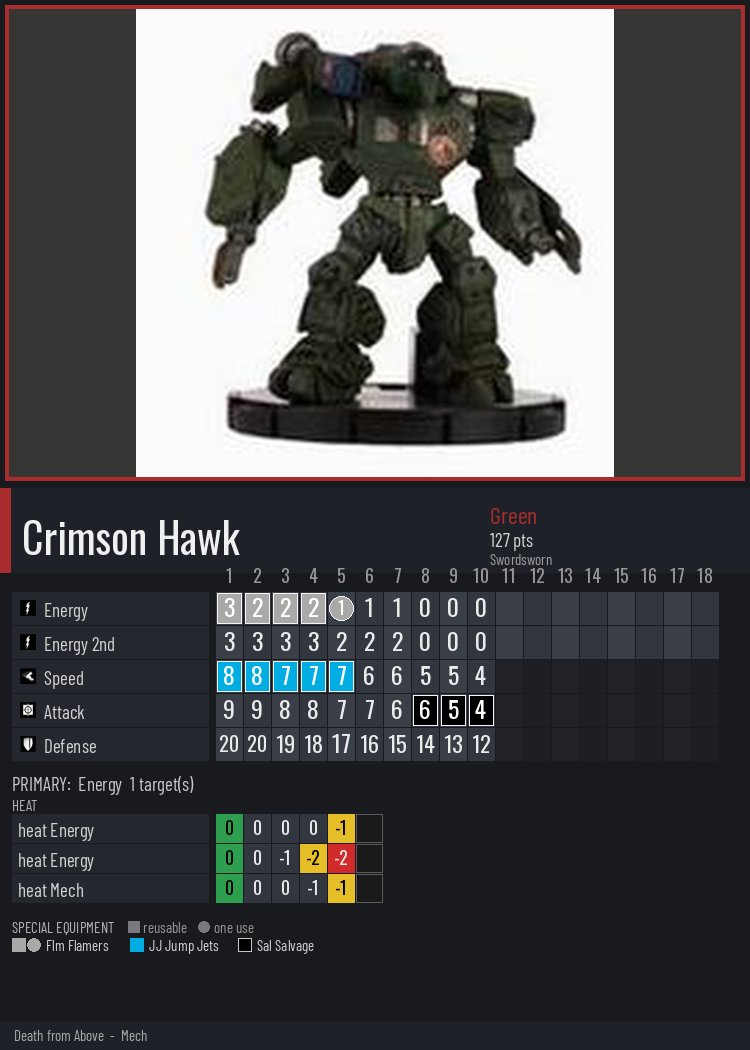 Crimson Hawk
Green
127 pts
Swordsworn
1 2 3 4 5 6 7 8 9 10 11 12 13 14 15 16 17 18
Energy 3 2 2 2 1 1 1 0 0 0
Energy 2nd 3 3 3 3 2 2 2 0 0 0
Speed 8 8 7 7 7 6 6 5 5 4
Attack 9 9 8 8 7 7 6 6 5 4
Defense 20 20 19 18 17 16 15 14 13 12
PRIMARY: Energy 1 target(s)
HEAT
heat Energy 0 0 0 0 -1
heat Energy 0 0 -1 -2 -2
heat Mech 0 0 0 -1 -1
SPECIAL EQUIPMENT reusable one use
Flm Flamers JJ Jump Jets Sal Salvage
Death from Above - Mech